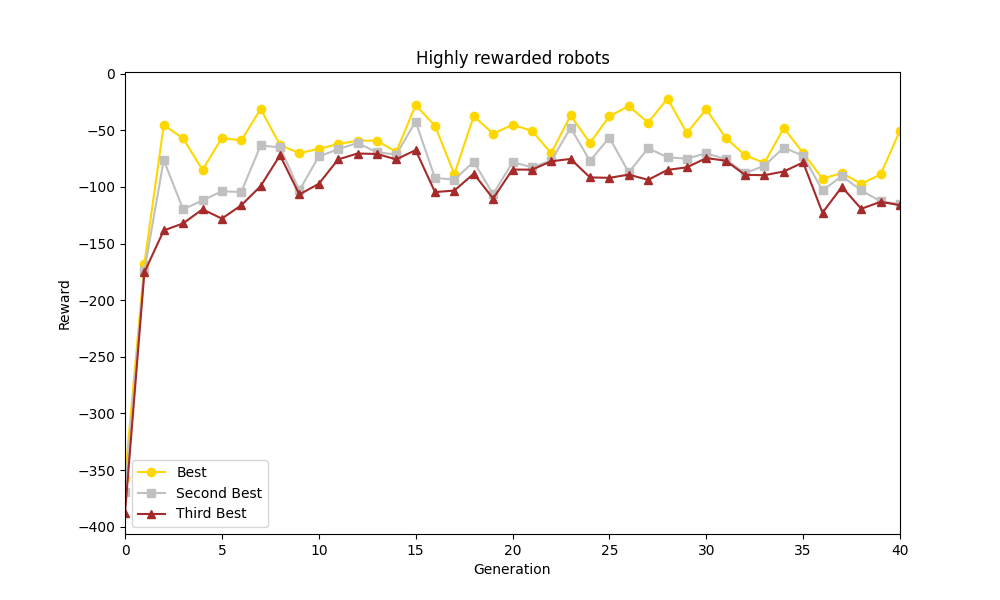 Highly rewarded robots
0
−50
−100
−150
−200
−250
−300
−350
−400
Reward
Best
Second Best
Third Best
0 5 10 15 20 25 30 35 40
Generation